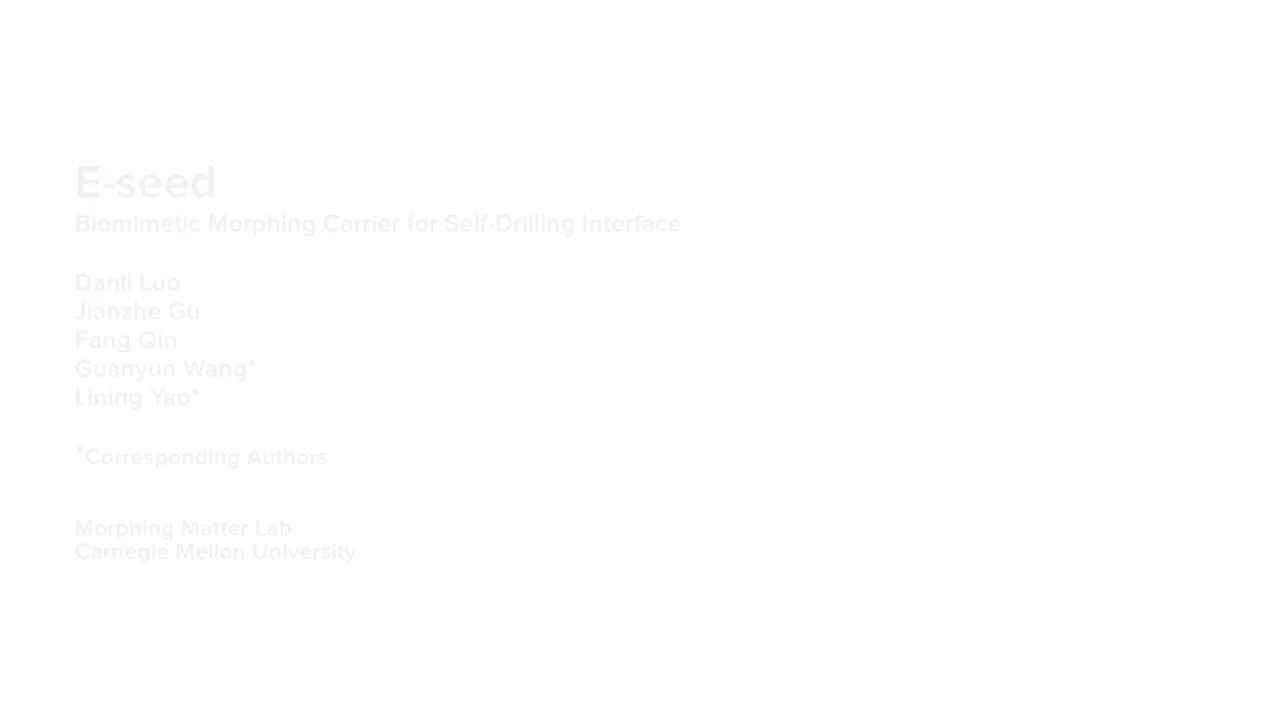 E-seed
Biomimetic Morphing Carrier for Self-Drilling Interface
Danli Luo
Jianzhe Gu
Fang Qin
Guanyun Wang*
Lining Yao*
*Corresponding Authors
Morphing Matter Lab
Carnegie Mellon University